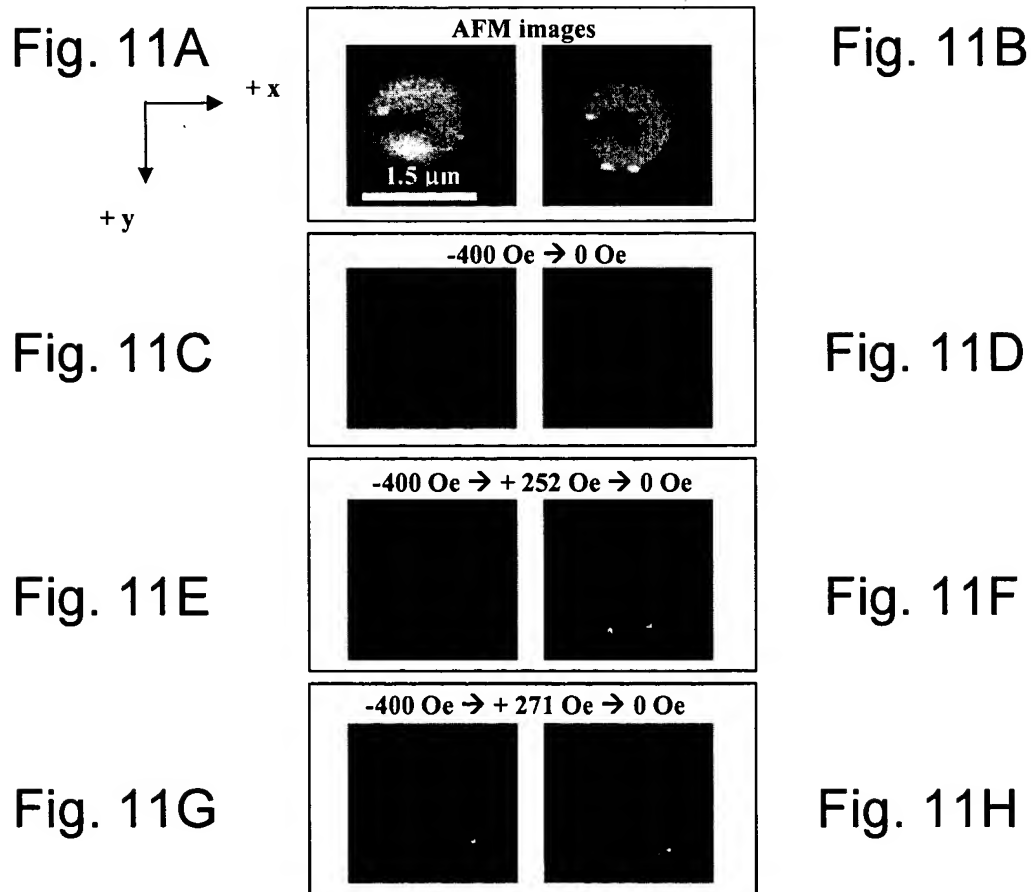 Fig. 11A
AFM images
Fig. 11B
+ x
1.5 μm
+ y
-400 Oe → 0 Oe
Fig. 11C
Fig. 11D
-400 Oe → + 252 Oe → 0 Oe
Fig. 11E
Fig. 11F
-400 Oe → + 271 Oe → 0 Oe
Fig. 11G
Fig. 11H